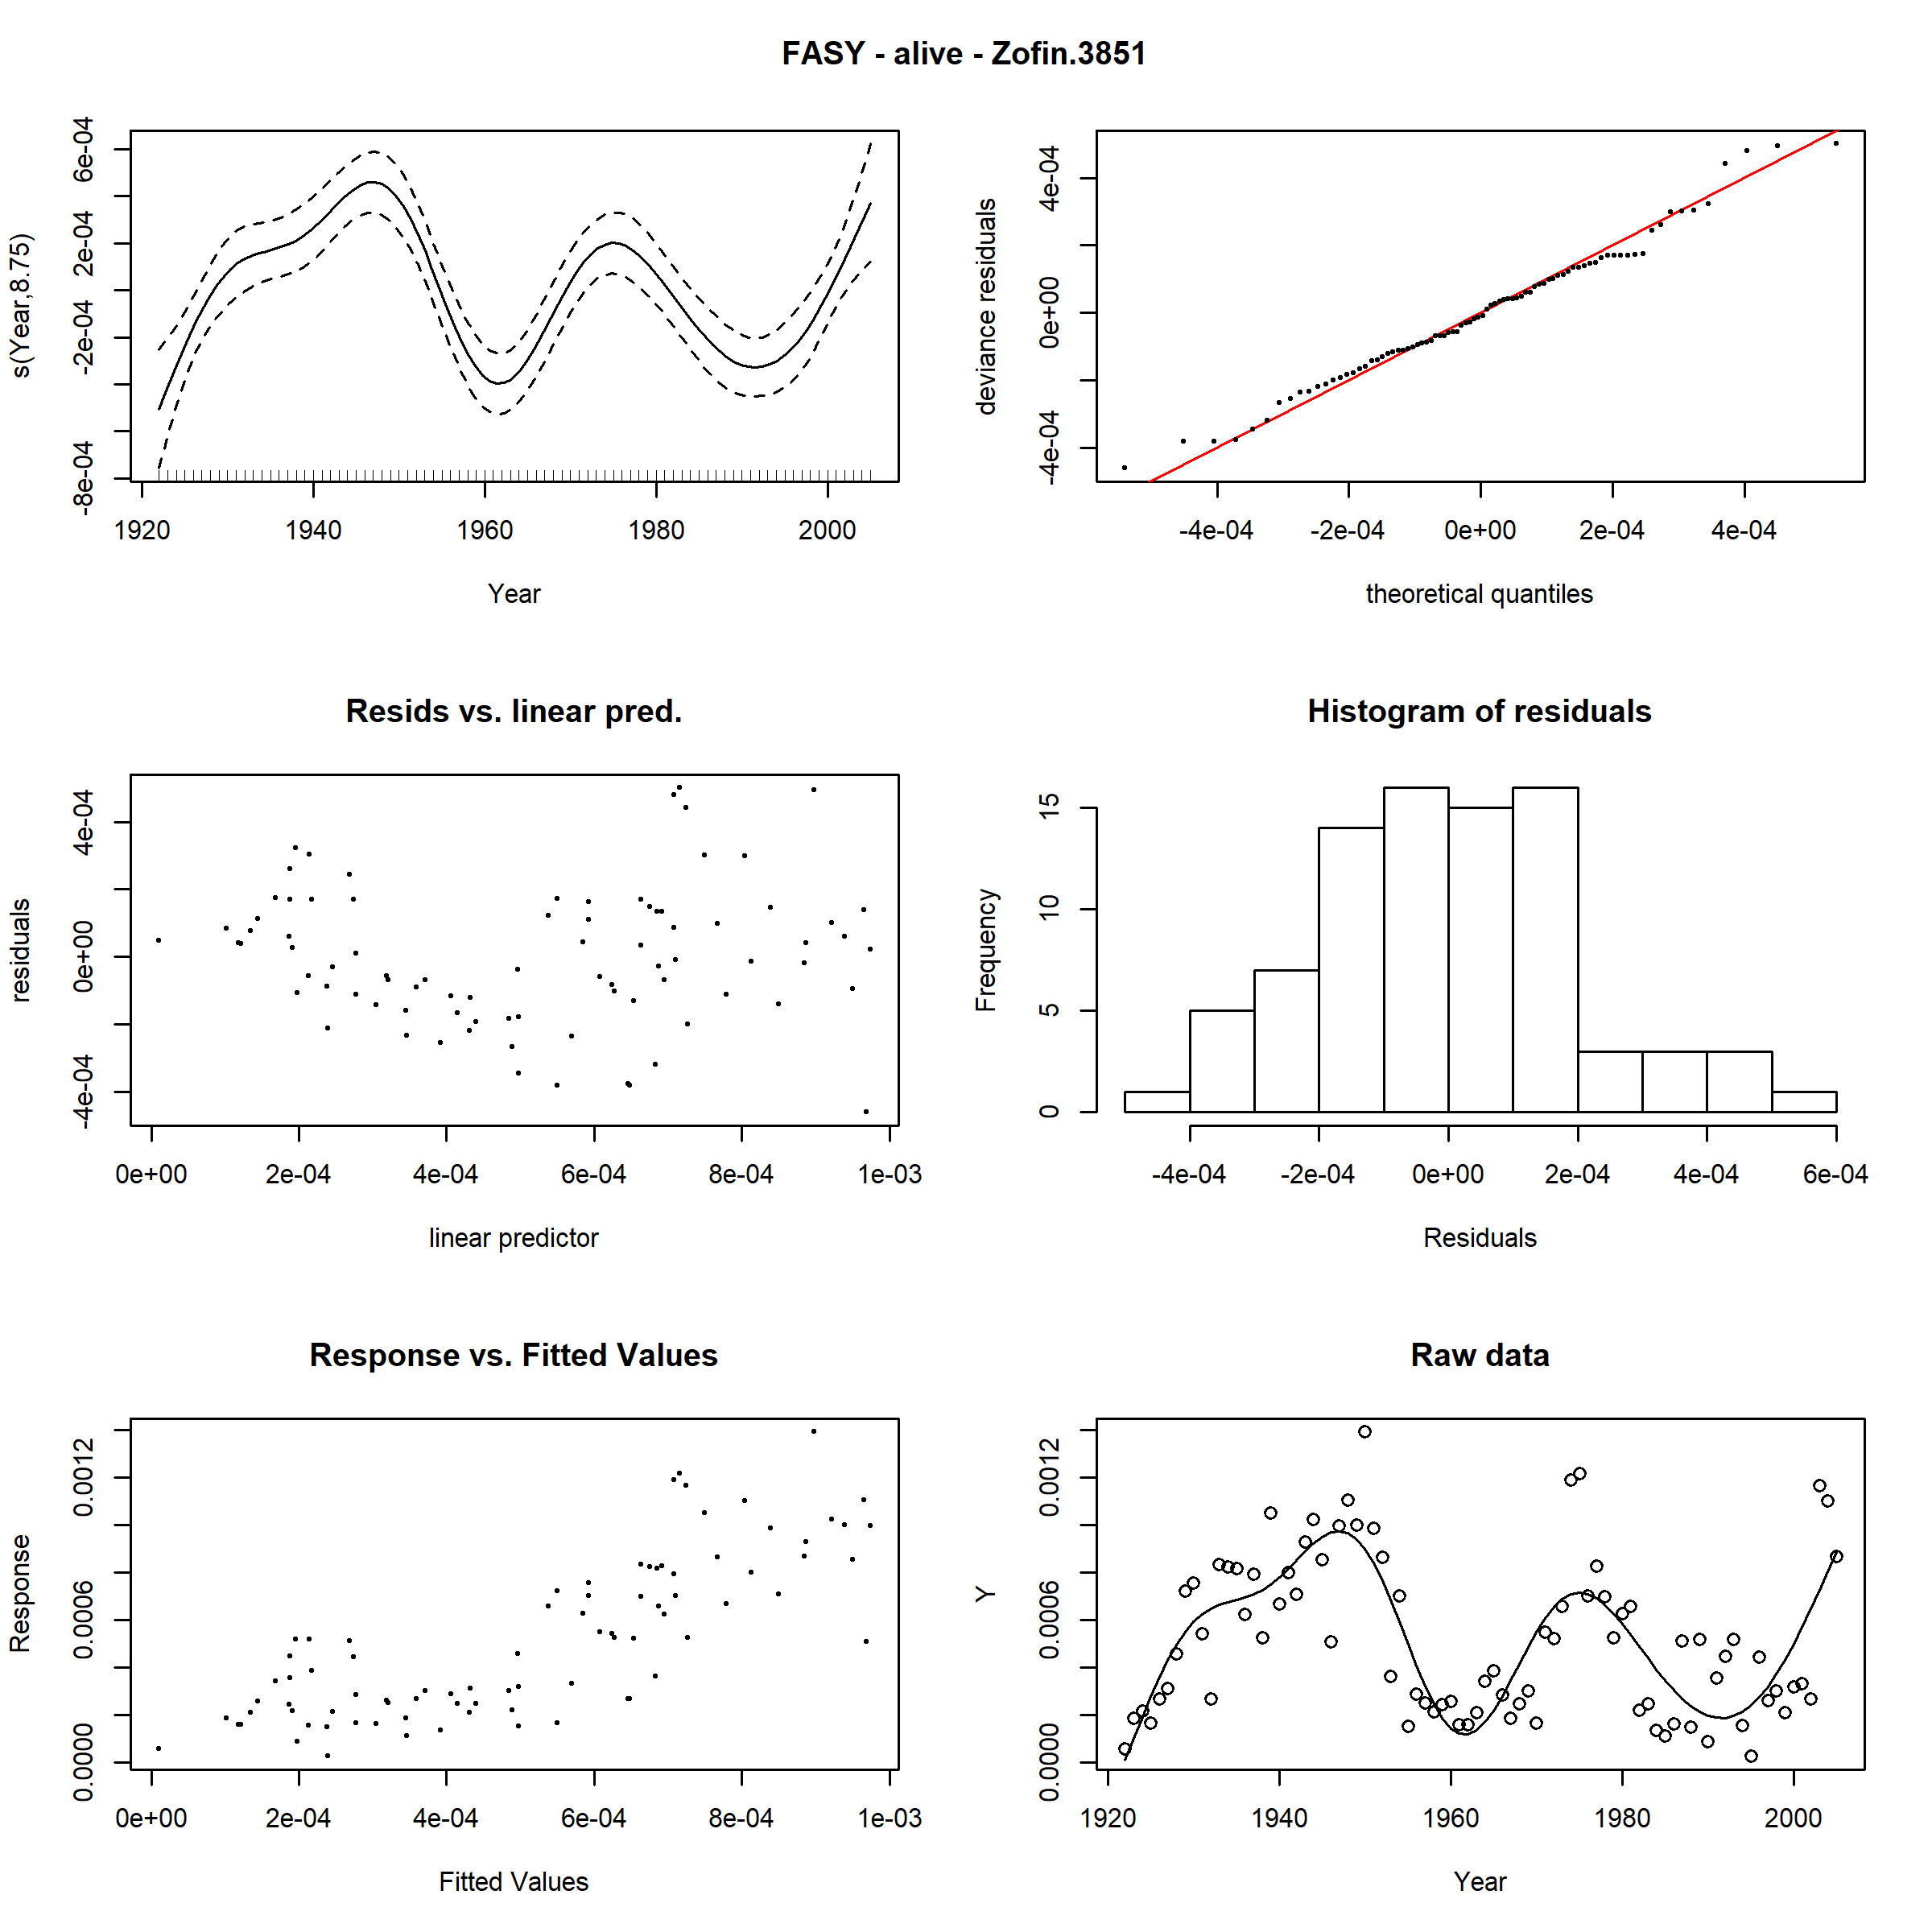 FASY - alive - Zofin.3851
s(Year,8.75)
-8e-04 -2e-04 2e-04 6e-04
1920 1940 1960 1980 2000
Year
deviance residuals
-4e-04 0e+00 4e-04
-4e-04 -2e-04 0e+00 2e-04 4e-04
theoretical quantiles
Resids vs. linear pred.
residuals
-4e-04 0e+00 4e-04
0e+00 2e-04 4e-04 6e-04 8e-04 1e-03
linear predictor
Histogram of residuals
Frequency
0 5 10 15
-4e-04 -2e-04 0e+00 2e-04 4e-04 6e-04
Residuals
Response vs. Fitted Values
Response
0.0000 0.0006 0.0012
0e+00 2e-04 4e-04 6e-04 8e-04 1e-03
Fitted Values
Raw data
Y
0.0000 0.0006 0.0012
1920 1940 1960 1980 2000
Year